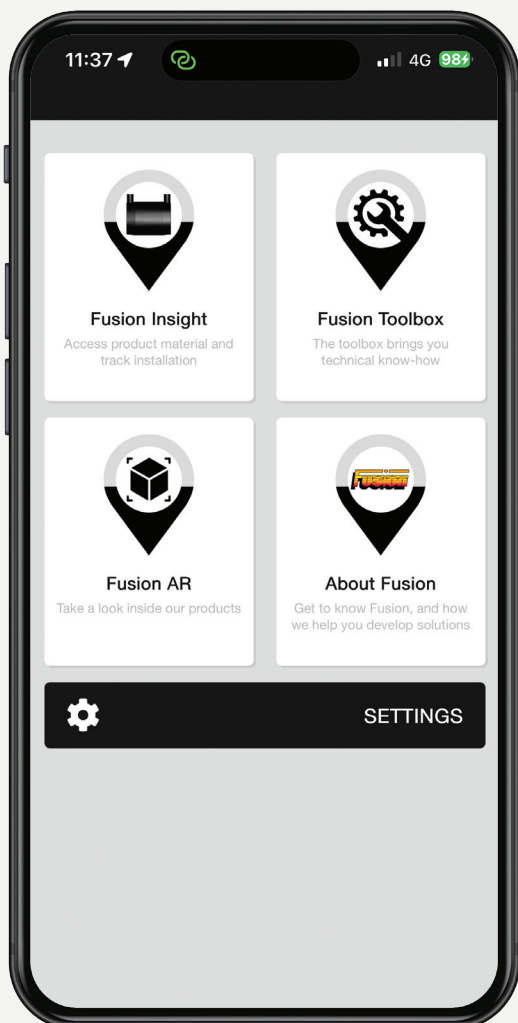 11:37
4G 98
Fusion Insight
Access product material and
track installation
Fusion Toolbox
The toolbox brings you
technical know-how
Fusion AR
Take a look inside our products
Fusion
About Fusion
Get to know Fusion, and how
we help you develop solutions
SETTINGS